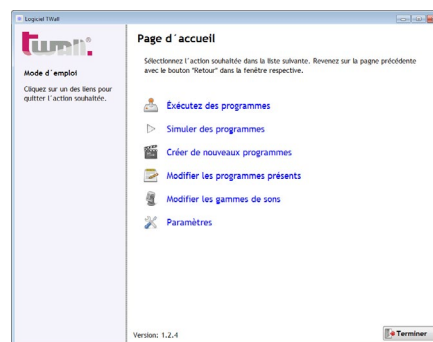 Logiciel TWall
twall®
Mode d´emploi
Cliquez sur un des liens pour
quitter l´action souhaitée.
Page d´accueil
Sélectionnez l´action souhaitée dans la liste suivante. Revenez sur la pagne précédente
avec le bouton "Retour" dans la fenêtre respective.
Éxécutez des programmes
Simuler des programmes
Créer de nouveaux programmes
Modifier les programmes présents
Modifier les gammes de sons
Paramètres
Version: 1.2.4
Terminer